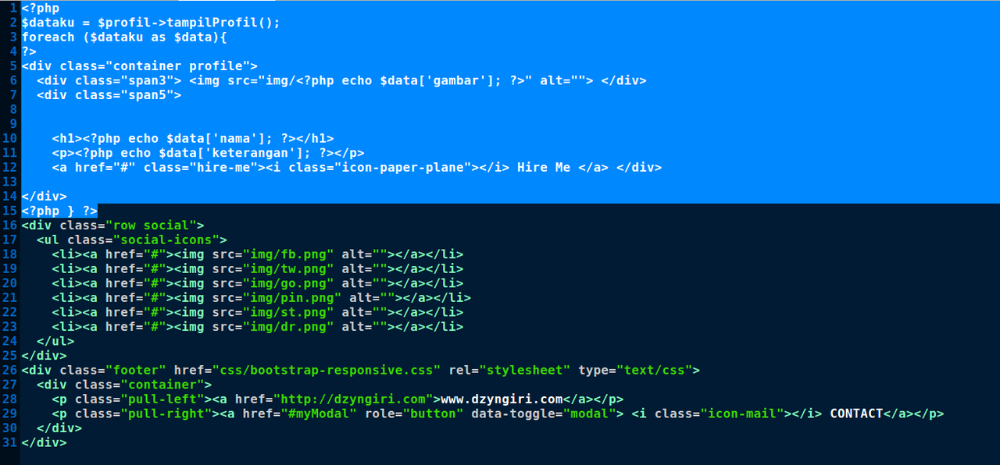 1 <?php
2 $dataku = $profil->tampilProfil();
3 foreach ($dataku as $data){
4 ?>
5 <div class="container profile">
6   <div class="span3"> <img src="img/<?php echo $data['gambar']; ?>" alt=""> </div>
7   <div class="span5">
8
9
10     <h1><?php echo $data['nama']; ?></h1>
11     <p><?php echo $data['keterangan']; ?></p>
12     <a href="#" class="hire-me"><i class="icon-paper-plane"></i> Hire Me </a> </div>
13
14 </div>
15 <?php } ?>
16 <div class="row social">
17   <ul class="social-icons">
18     <li><a href="#"><img src="img/fb.png" alt=""></a></li>
19     <li><a href="#"><img src="img/tw.png" alt=""></a></li>
20     <li><a href="#"><img src="img/go.png" alt=""></a></li>
21     <li><a href="#"><img src="img/pin.png" alt=""></a></li>
22     <li><a href="#"><img src="img/st.png" alt=""></a></li>
23     <li><a href="#"><img src="img/dr.png" alt=""></a></li>
24   </ul>
25 </div>
26 <div class="footer" href="css/bootstrap-responsive.css" rel="stylesheet" type="text/css">
27   <div class="container">
28     <p class="pull-left"><a href="http://dzyngiri.com">www.dzyngiri.com</a></p>
29     <p class="pull-right"><a href="#myModal" role="button" data-toggle="modal"> <i class="icon-mail"></i> CONTACT</a></p>
30   </div>
31 </div>